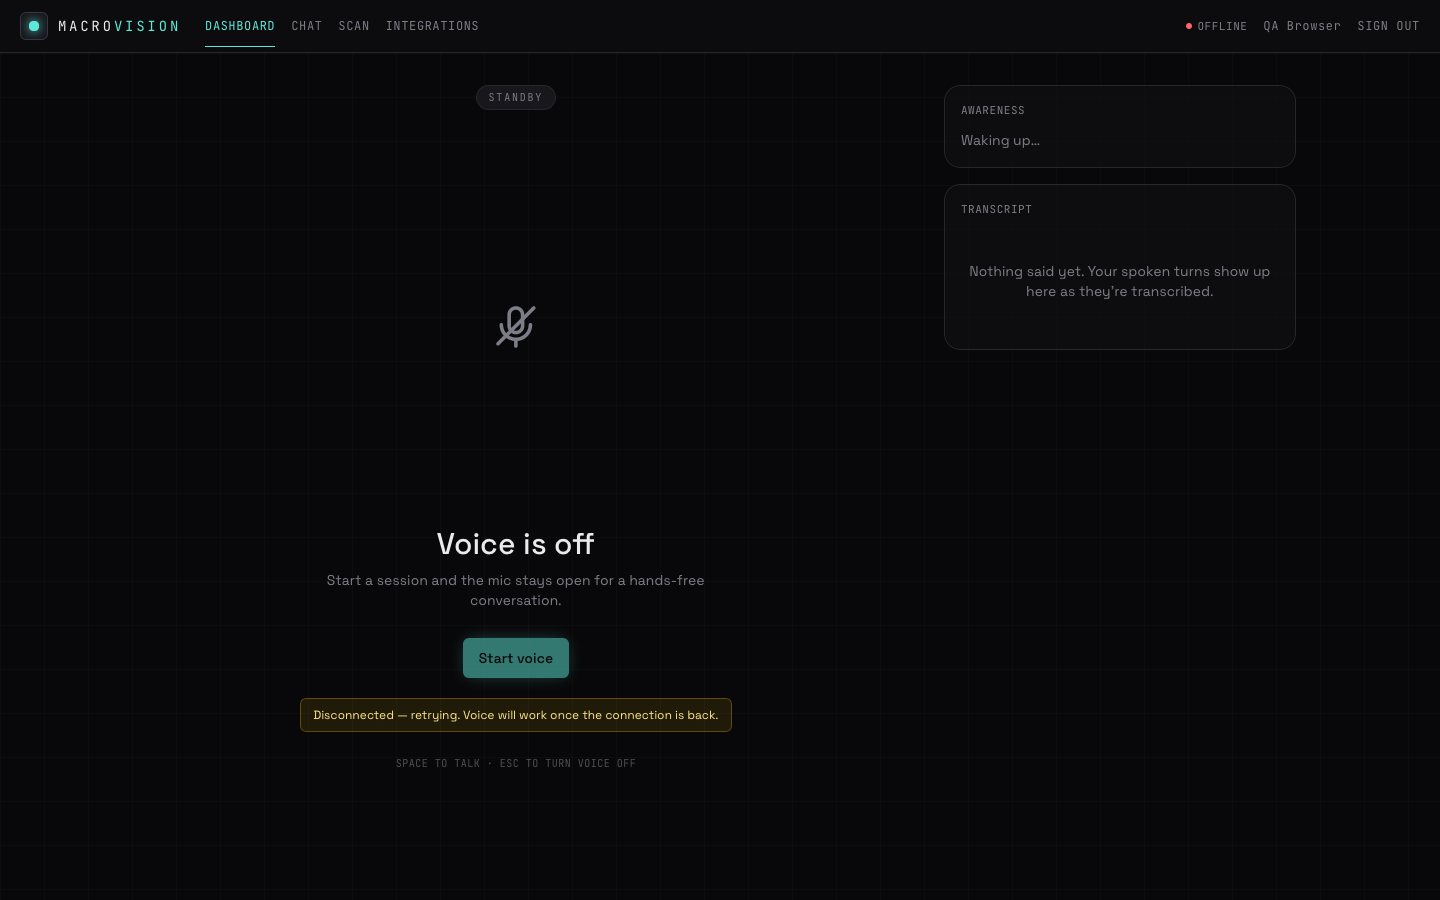 MACROVISION DASHBOARD CHAT SCAN INTEGRATIONS OFFLINE QA Browser SIGN OUT
STANDBY
Voice is off
Start a session and the mic stays open for a hands-free
conversation.
Start voice
Disconnected — retrying. Voice will work once the connection is back.
SPACE TO TALK · ESC TO TURN VOICE OFF
AWARENESS
Waking up…
TRANSCRIPT
Nothing said yet. Your spoken turns show up
here as they’re transcribed.